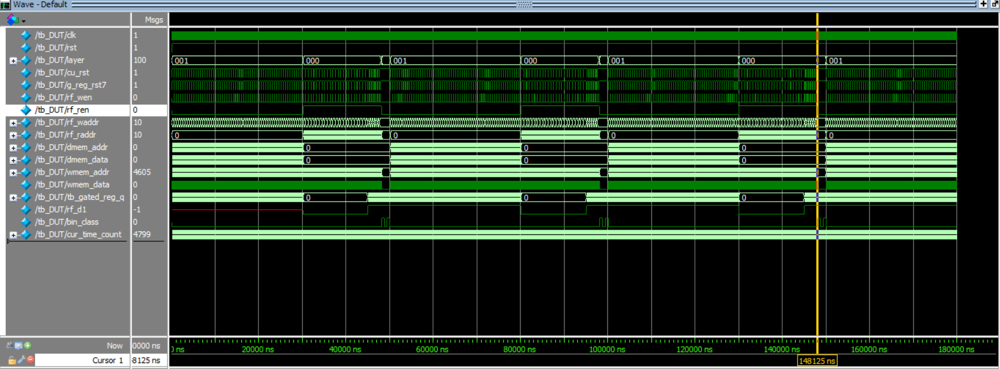 Wave - Default
Msgs
/tb_DUT/clk 1
/tb_DUT/rst 1
/tb_DUT/layer 100 001 000 001 000 001 000 001
/tb_DUT/cu_rst 1
/tb_DUT/g_reg_rst7 1
/tb_DUT/rf_wen 0
/tb_DUT/rf_ren 0
/tb_DUT/rf_waddr 10
/tb_DUT/rf_raddr 10 0 0 0 0
/tb_DUT/dmem_addr 0 0 0 0
/tb_DUT/dmem_data 0 0 0 0
/tb_DUT/wmem_addr 4605
/tb_DUT/wmem_data 0
/tb_DUT/tb_gated_reg_q 0 0 0 0
/tb_DUT/rf_d1 -1
/tb_DUT/bin_class 0
/tb_DUT/cur_time_count 4799
Now 0000 ns ns 20000 ns 40000 ns 60000 ns 80000 ns 100000 ns 120000 ns 140000 ns 160000 ns 180000 ns
Cursor 1 8125 ns 148125 ns